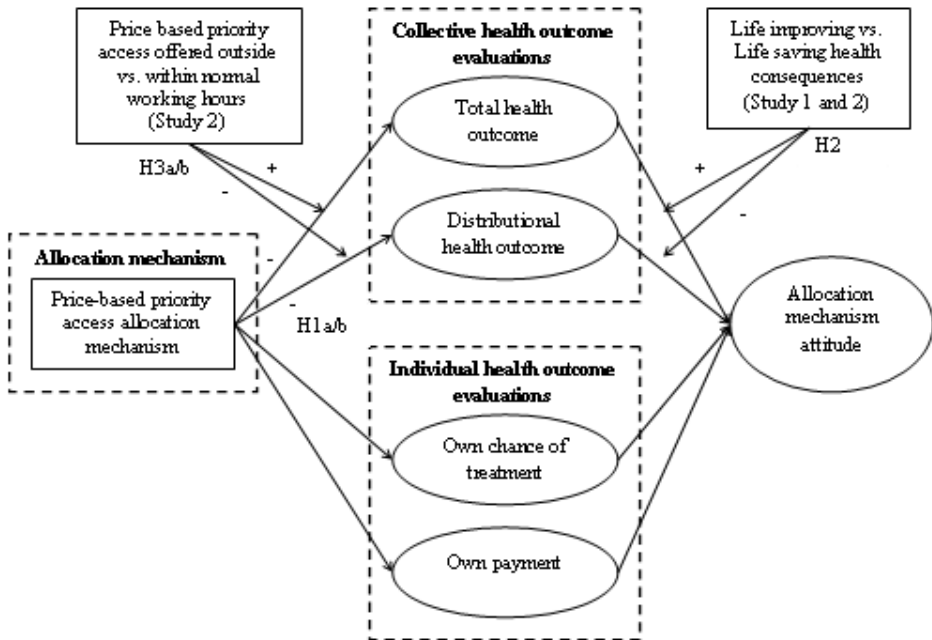 Price based priority
access offered outside
vs. within normal
working hours
(Study 2)
Collective health outcome
evaluations
Life improving vs.
Life saving health
consequences
(Study 1 and 2)
Total health
outcome
H3a/b
+
-
+
-
H2
Distributional
health outcome
Allocation mechanism
Price-based priority
access allocation
mechanism
-
-
H1a/b
Allocation
mechanism
attitude
Individual health outcome
evaluations
Own chance of
treatment
Own payment